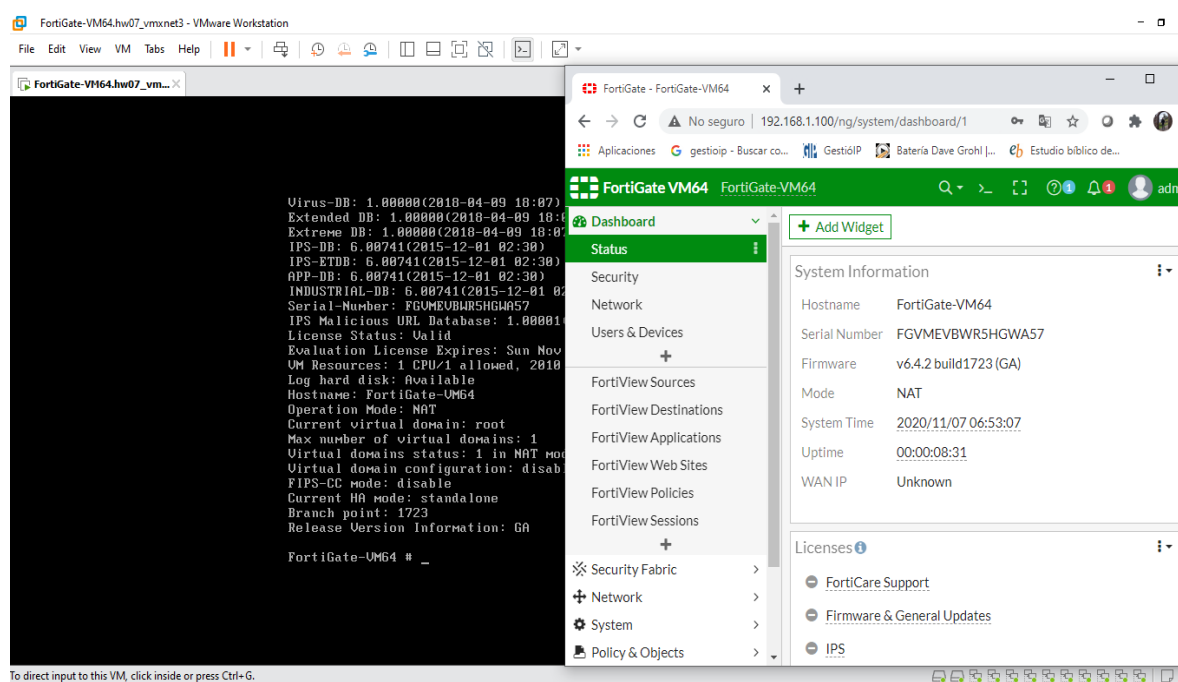 FortiGate-VM64.hw07_vmxnet3 - VMware Workstation
File Edit View VM Tabs Help
FortiGate-VM64.hw07_vm...
Virus-DB: 1.00000(2018-04-09 18:07)
Extended DB: 1.00000(2018-04-09 18:0
Extreme DB: 1.00000(2018-04-09 18:07
IPS-DB: 6.00741(2015-12-01 02:30)
IPS-ETDB: 6.00741(2015-12-01 02:30)
APP-DB: 6.00741(2015-12-01 02:30)
INDUSTRIAL-DB: 6.00741(2015-12-01 02
Serial-Number: FGVMEVBWR5HGWA57
IPS Malicious URL Database: 1.00001(
License Status: Valid
Evaluation License Expires: Sun Nov
VM Resources: 1 CPU/1 allowed, 2010
Log hard disk: Available
Hostname: FortiGate-VM64
Operation Mode: NAT
Current virtual domain: root
Max number of virtual domains: 1
Virtual domains status: 1 in NAT mod
Virtual domain configuration: disabl
FIPS-CC mode: disable
Current HA mode: standalone
Branch point: 1723
Release Version Information: GA
FortiGate-VM64 # _
FortiGate - FortiGate-VM64
No seguro | 192.168.1.100/ng/system/dashboard/1
Aplicaciones gestioip - Buscar co... GestióIP Batería Dave Grohl |... Estudio bíblico de...
FortiGate VM64 FortiGate-VM64 1 1 adm
Dashboard
Status
Security
Network
Users & Devices
+
FortiView Sources
FortiView Destinations
FortiView Applications
FortiView Web Sites
FortiView Policies
FortiView Sessions
+
Security Fabric
Network
System
Policy & Objects
+ Add Widget
System Information
Hostname FortiGate-VM64
Serial Number FGVMEVBWR5HGWA57
Firmware v6.4.2 build1723 (GA)
Mode NAT
System Time 2020/11/07 06:53:07
Uptime 00:00:08:31
WAN IP Unknown
Licenses
FortiCare Support
Firmware & General Updates
IPS
To direct input to this VM, click inside or press Ctrl+G.